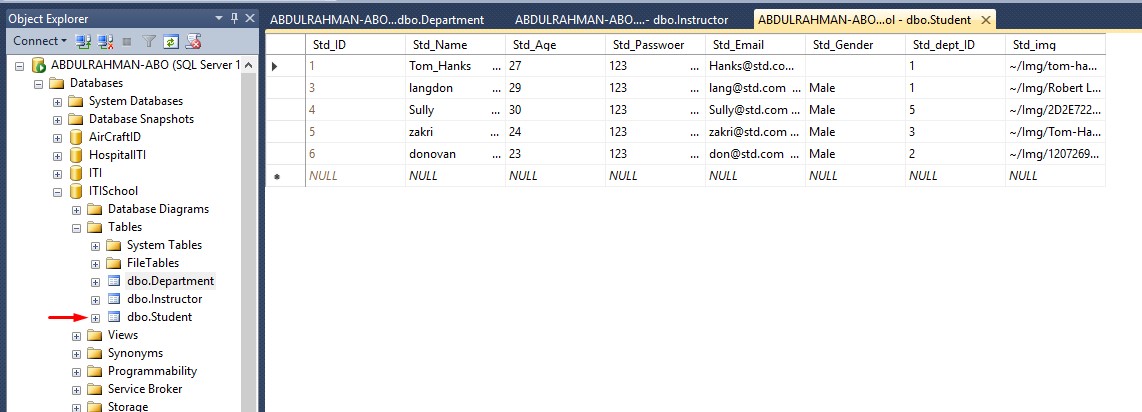 ABDULRAHMAN-ABO...dbo.Department ABDULRAHMAN-ABO....- dbo.Instructor ABDULRAHMAN-ABO...ol - dbo.Student
Object Explorer
Connect
ABDULRAHMAN-ABO (SQL Server 1
Databases
System Databases
Database Snapshots
AirCraftID
HospitalITI
ITI
ITISchool
Database Diagrams
Tables
System Tables
FileTables
dbo.Department
dbo.Instructor
dbo.Student
Views
Synonyms
Programmability
Service Broker
Storage
Std_ID Std_Name Std_Age Std_Passwoer Std_Email Std_Gender Std_dept_ID Std_img
1 Tom_Hanks ... 27 123 ... Hanks@std.co... 1 ~/Img/tom-ha...
3 langdon ... 29 123 ... lang@std.com ... Male 1 ~/Img/Robert L...
4 Sully ... 30 123 ... Sully@std.com ... Male 5 ~/Img/2D2E722...
5 zakri ... 24 123 ... zakri@std.com ... Male 3 ~/Img/Tom-Ha...
6 donovan ... 23 123 ... don@std.com ... Male 2 ~/Img/1207269...
NULL NULL NULL NULL NULL NULL NULL NULL